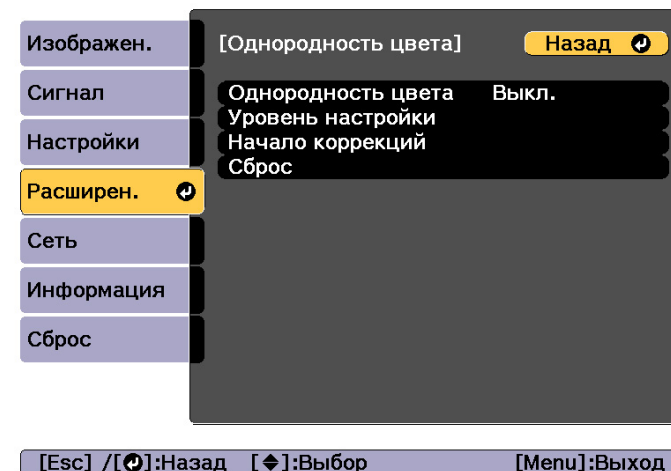 Изображен.
Сигнал
Настройки
Расширен.
Сеть
Информация
Сброс
[Однородность цвета] Назад
Однородность цвета Выкл.
Уровень настройки
Начало коррекций
Сброс
[Esc] /[ ]:Назад [ ]:Выбор [Menu]:Выход